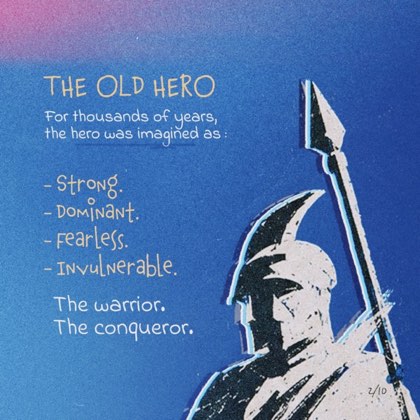 THE OLD HERO
For thousands of years,
the hero was imagined as :
- Strong.
- Dominant.
- Fearless.
- Invulnerable.
The warrior.
The conqueror.
2/10